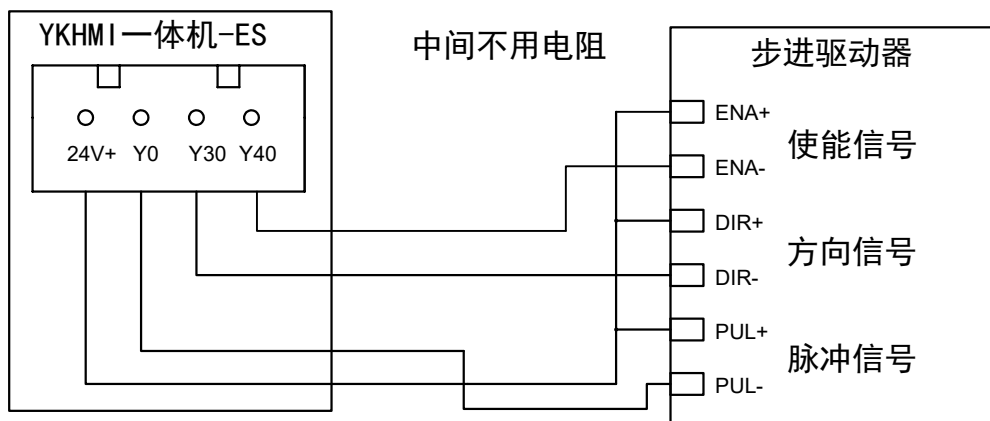 YKHMI一体机-ES
中间不用电阻
步进驱动器
24V+ Y0 Y30 Y40
ENA+
使能信号
ENA-
DIR+
方向信号
DIR-
PUL+
脉冲信号
PUL-